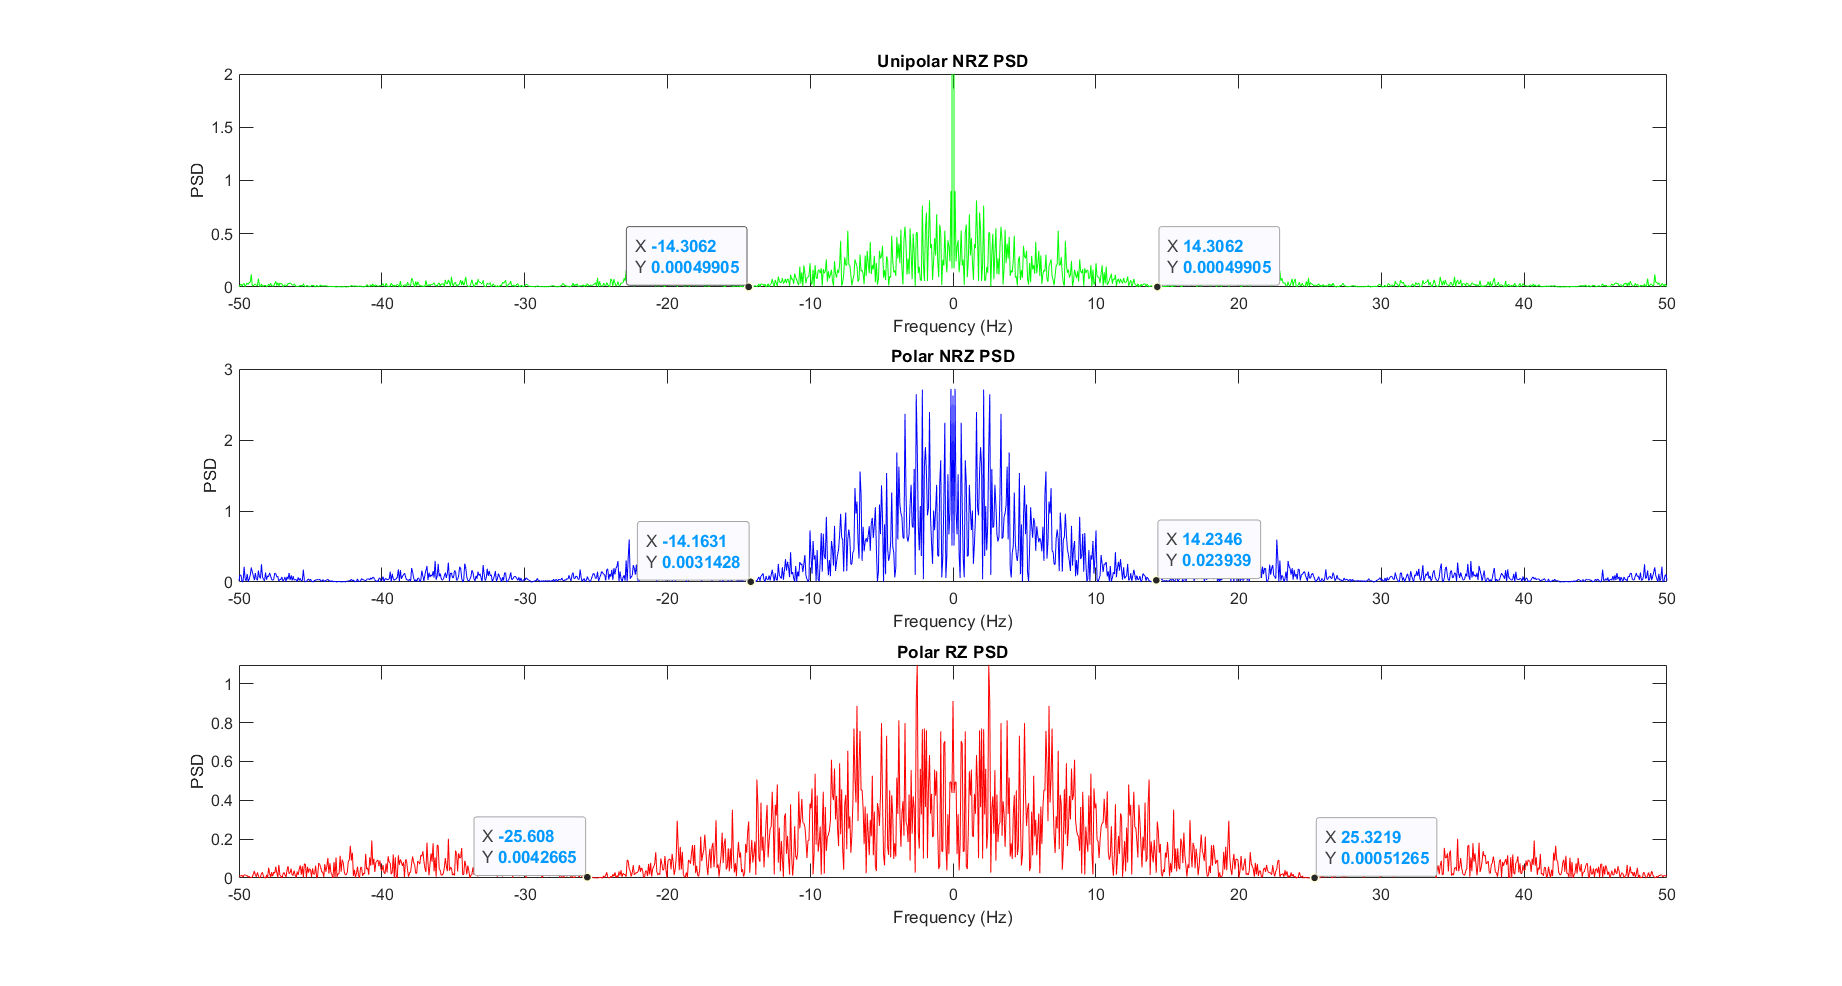 Unipolar NRZ PSD
2
1.5
1
0.5
0
PSD
X -14.3062
Y 0.00049905
X 14.3062
Y 0.00049905
-50 -40 -30 -20 -10 0 10 20 30 40 50
Frequency (Hz)
Polar NRZ PSD
3
2
1
0
PSD
X -14.1631
Y 0.0031428
X 14.2346
Y 0.023939
-50 -40 -30 -20 -10 0 10 20 30 40 50
Frequency (Hz)
Polar RZ PSD
1
0.8
0.6
0.4
0.2
0
PSD
X -25.608
Y 0.0042665
X 25.3219
Y 0.00051265
-50 -40 -30 -20 -10 0 10 20 30 40 50
Frequency (Hz)